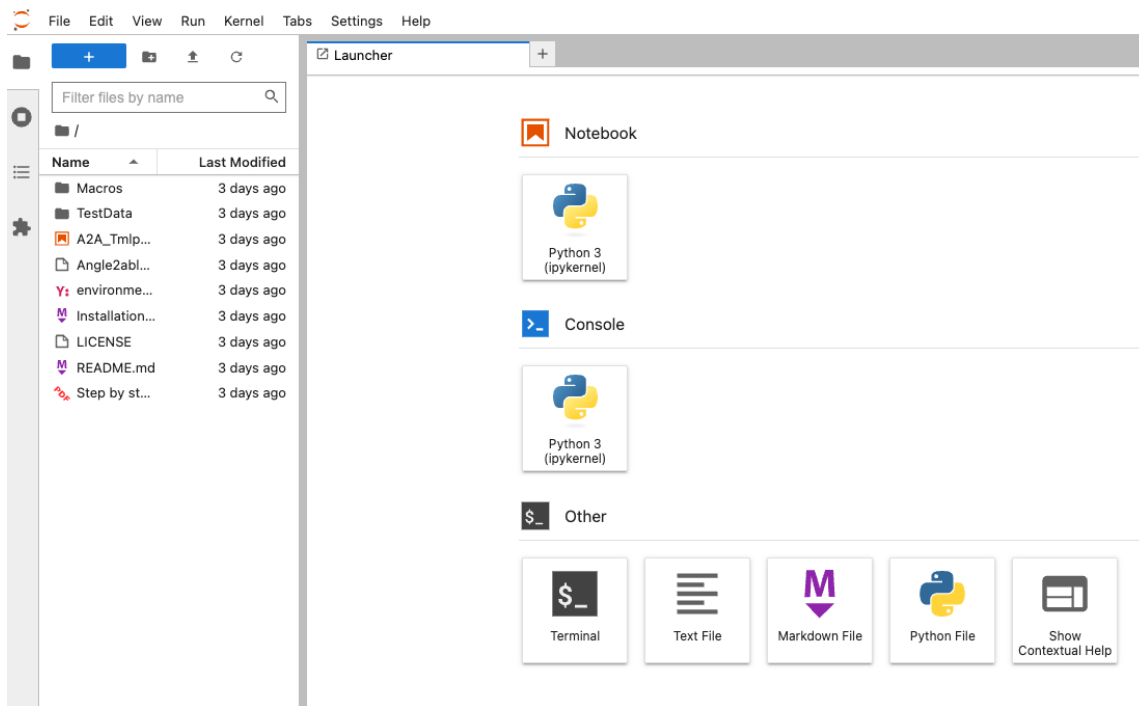 File Edit View Run Kernel Tabs Settings Help
+
Filter files by name
/
Name Last Modified
Macros 3 days ago
TestData 3 days ago
A2A_Tmlp... 3 days ago
Angle2abl... 3 days ago
Y: environme... 3 days ago
M Installation... 3 days ago
LICENSE 3 days ago
M README.md 3 days ago
PDF Step by st... 3 days ago
Launcher +
Notebook
Python 3
(ipykernel)
>_ Console
Python 3
(ipykernel)
$_ Other
$_
M
Terminal Text File Markdown File Python File Show
Contextual Help